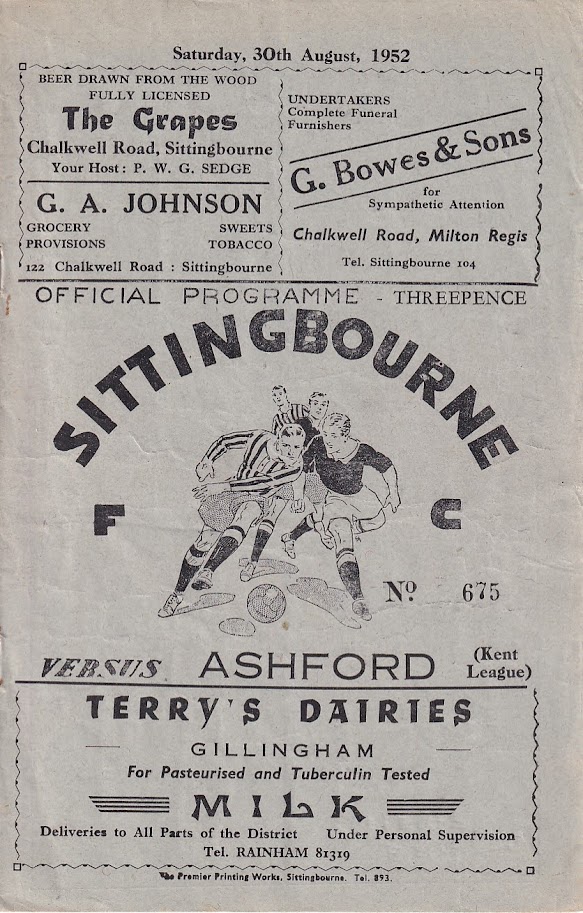 Saturday, 30th August, 1952
BEER DRAWN FROM THE WOOD
FULLY LICENSED
The Grapes
Chalkwell Road, Sittingbourne
Your Host : P. W. G. SEDGE
G. A. JOHNSON
GROCERY SWEETS
PROVISIONS TOBACCO
122 Chalkwell Road : Sittingbourne
UNDERTAKERS
Complete Funeral
Furnishers
G. Bowes & Sons
for
Sympathetic Attention
Chalkwell Road, Milton Regis
Tel. Sittingbourne 104
OFFICIAL PROGRAMME - THREEPENCE
SITTINGBOURNE
F C
No 675
VERSUS ASHFORD (Kent
League)
TERRY'S DAIRIES
GILLINGHAM
For Pasteurised and Tuberculin Tested
MILK
Deliveries to All Parts of the District Under Personal Supervision
Tel. RAINHAM 81319
The Premier Printing Works, Sittingbourne. Tel. 893.